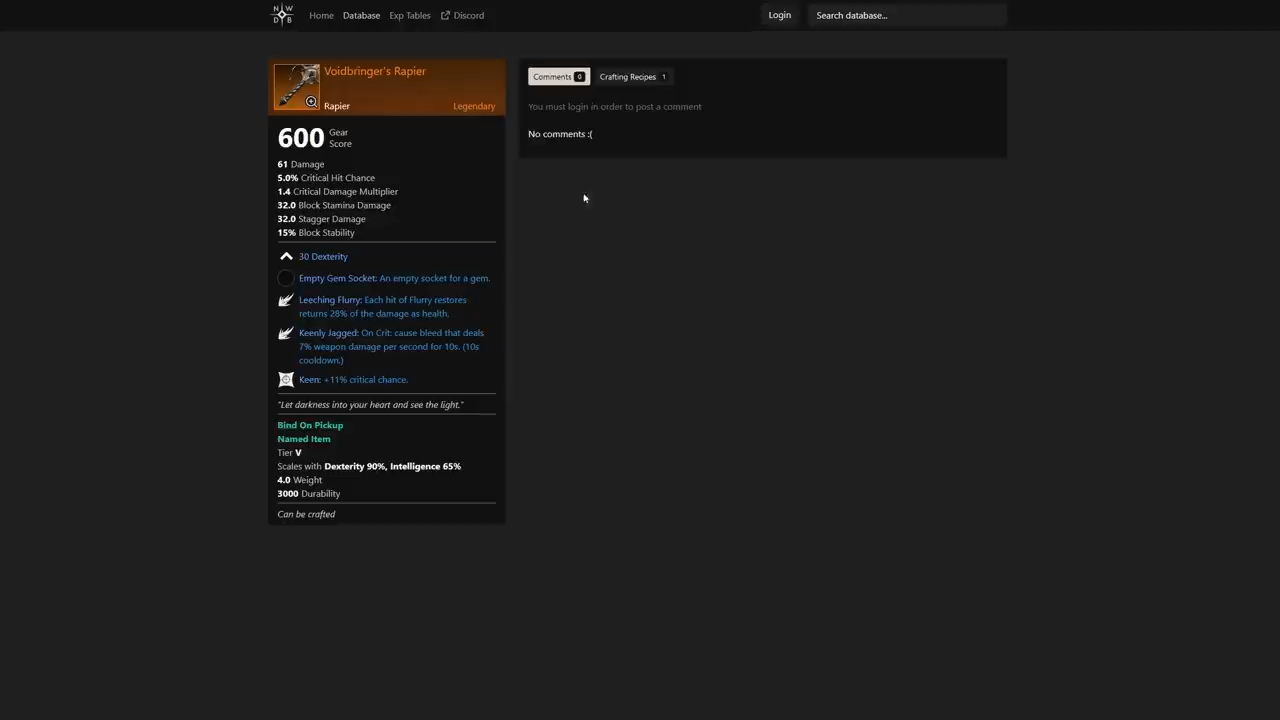 NW
DB
Home
Database
Exp Tables
Discord
Login
Search database...
Voidbringer's Rapier
Rapier
Legendary
600
Gear
Score
61 Damage
5.0% Critical Hit Chance
1.4 Critical Damage Multiplier
32.0 Block Stamina Damage
32.0 Stagger Damage
15% Block Stability
30 Dexterity
Empty Gem Socket: An empty socket for a gem.
Leeching Flurry: Each hit of Flurry restores
returns 28% of the damage as health.
Keenly Jagged: On Crit: cause bleed that deals
7% weapon damage per second for 10s. (10s
cooldown.)
Keen: +11% critical chance.
"Let darkness into your heart and see the light."
Bind On Pickup
Named Item
Tier V
Scales with Dexterity 90%, Intelligence 65%
4.0 Weight
3000 Durability
Can be crafted
Comments 0
Crafting Recipes 1
You must login in order to post a comment
No comments :(